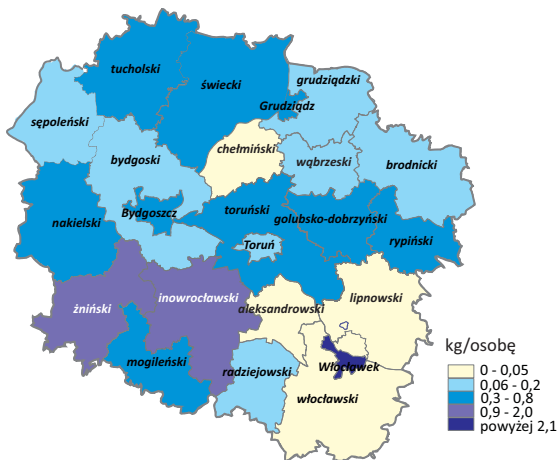 tucholski
świecki
grudziądzki
Grudziądz
sępoleński
chełmiński
bydgoski
wąbrzeski
brodnicki
nakielski
Bydgoszcz
toruński
golubsko-dobrzyński
rypiński
Toruń
żniński
inowrocławski
aleksandrowski
lipnowski
mogileński
radziejowski
Włocławek
włocławski
kg/osobę
0 - 0,05
0,06 - 0,2
0,3 - 0,8
0,9 - 2,0
powyżej 2,1